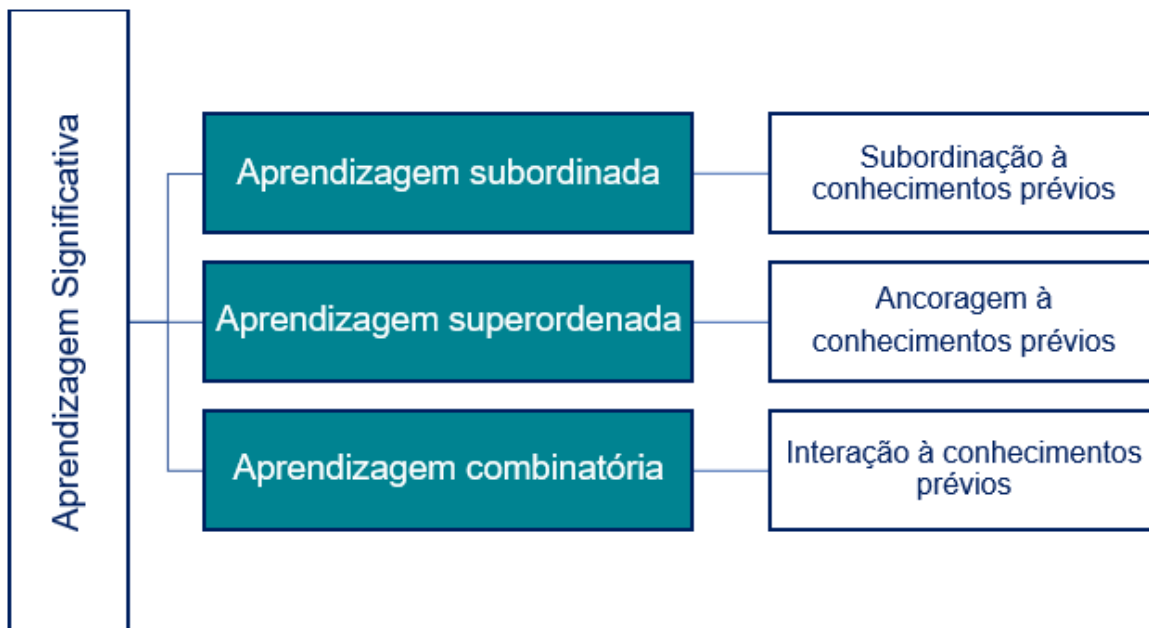 Aprendizagem Significativa
Aprendizagem subordinada
Subordinação à
conhecimentos prévios
Aprendizagem superordenada
Ancoragem à
conhecimentos prévios
Aprendizagem combinatória
Interação à conhecimentos
prévios